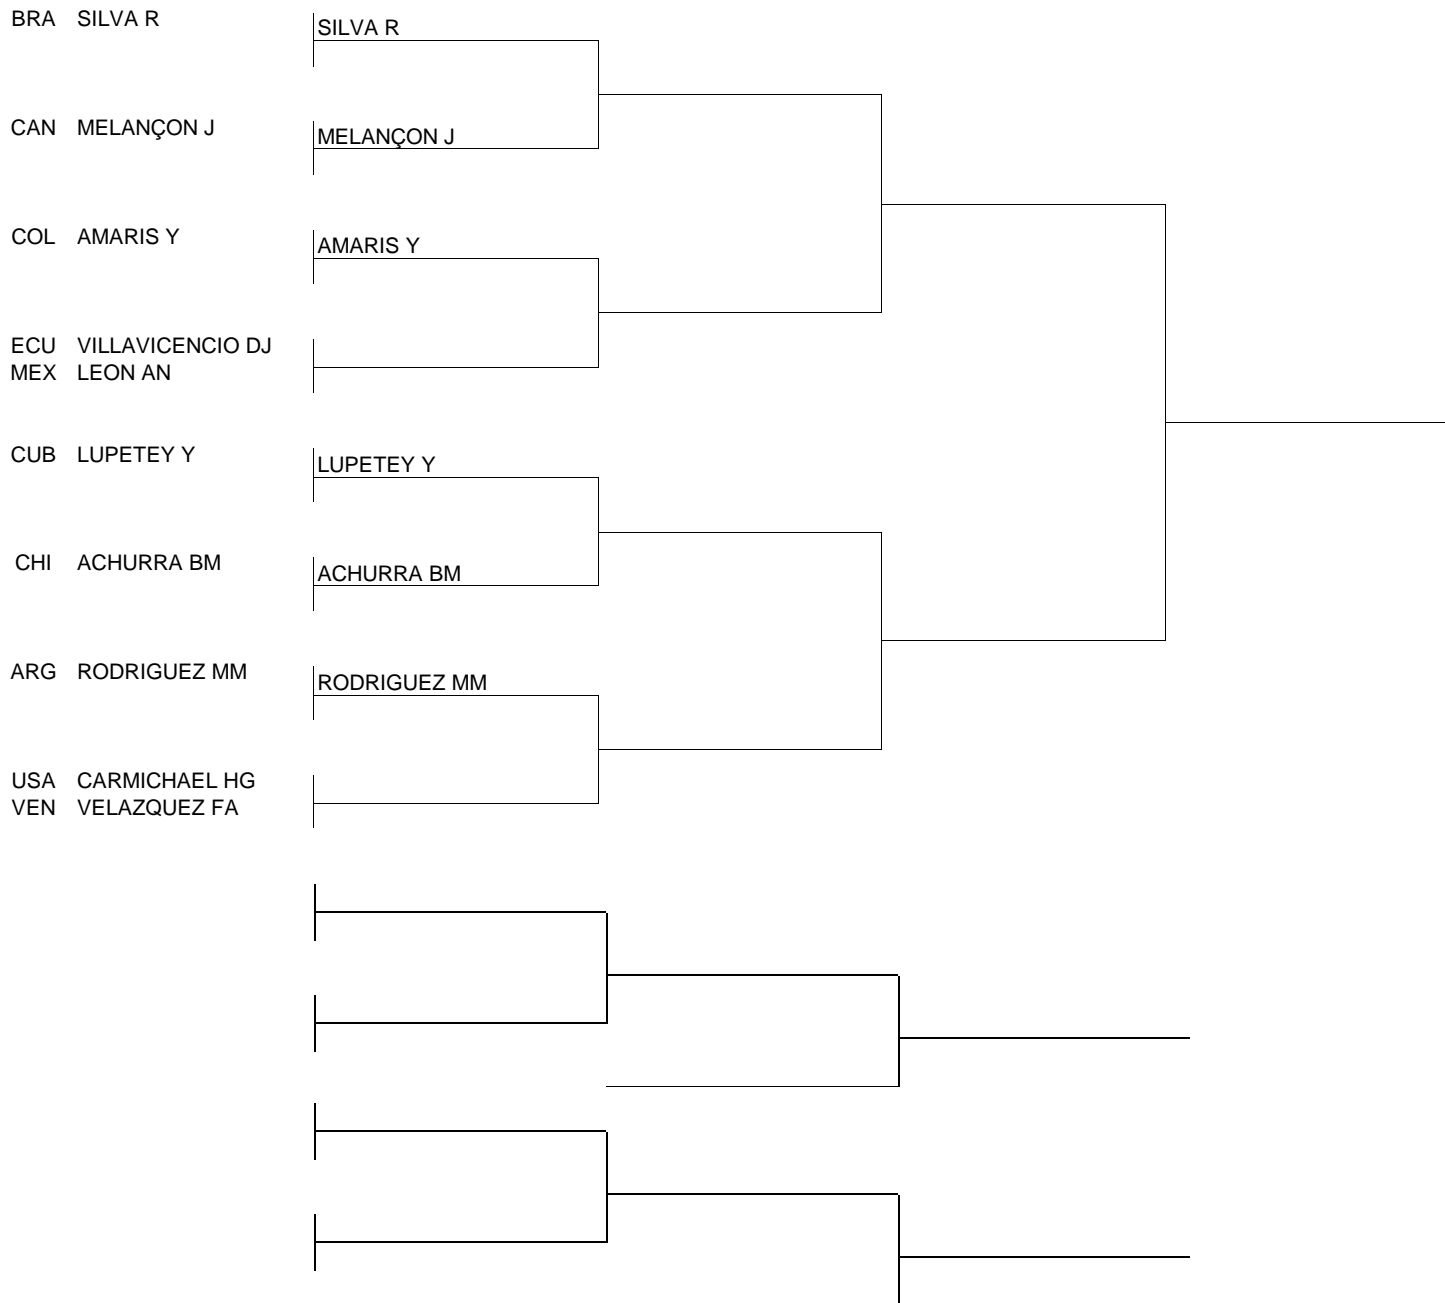 BRA SILVA R
SILVA R
CAN MELANÇON J
MELANÇON J
COL AMARIS Y
AMARIS Y
ECU VILLAVICENCIO DJ
MEX LEON AN
CUB LUPETEY Y
LUPETEY Y
CHI ACHURRA BM
ACHURRA BM
ARG RODRIGUEZ MM
RODRIGUEZ MM
USA CARMICHAEL HG
VEN VELAZQUEZ FA